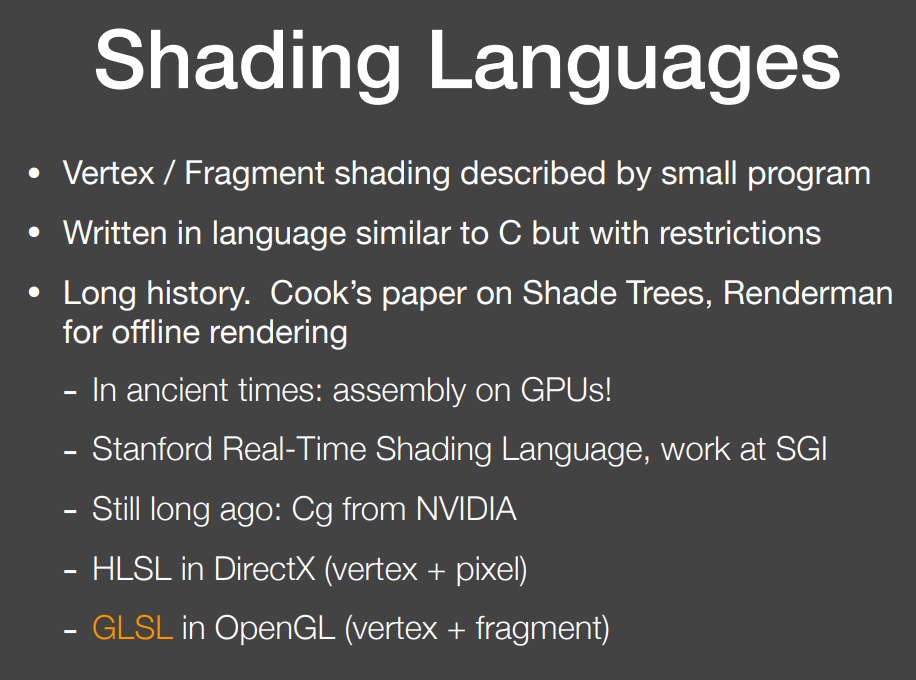 Shading Languages
• Vertex / Fragment shading described by small program
• Written in language similar to C but with restrictions
• Long history.  Cook's paper on Shade Trees, Renderman
for offline rendering
- In ancient times: assembly on GPUs!
- Stanford Real-Time Shading Language, work at SGI
- Still long ago: Cg from NVIDIA
- HLSL in DirectX (vertex + pixel)
- GLSL in OpenGL (vertex + fragment)